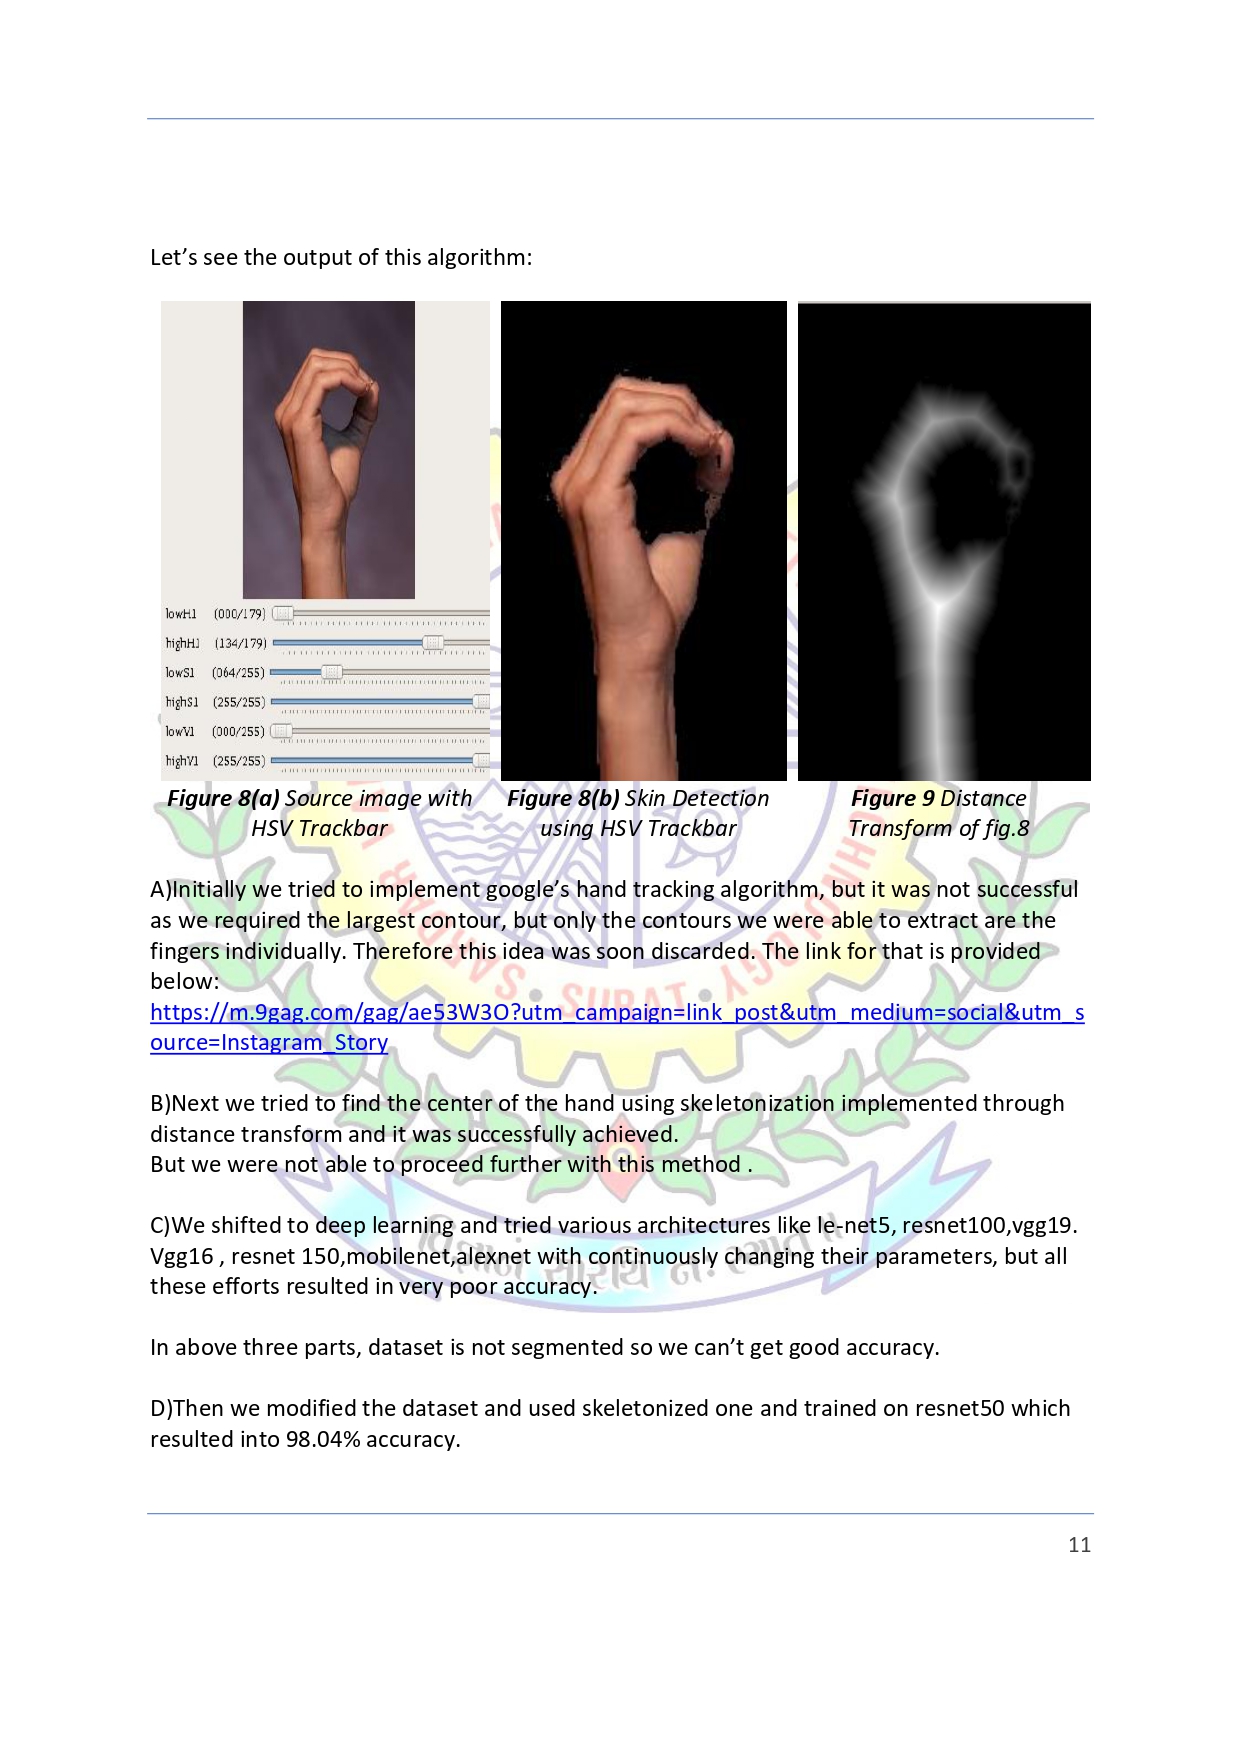 Let’s see the output of this algorithm:
lowH1 (000/179)
highH1 (134/179)
lowS1 (064/255)
highS1 (255/255)
lowV1 (000/255)
highV1 (255/255)
Figure 8(a) Source image with
HSV Trackbar
Figure 8(b) Skin Detection
using HSV Trackbar
Figure 9 Distance
Transform of fig.8
A)Initially we tried to implement google’s hand tracking algorithm, but it was not successful
as we required the largest contour, but only the contours we were able to extract are the
fingers individually. Therefore this idea was soon discarded. The link for that is provided
below:
https://m.9gag.com/gag/ae53W3O?utm_campaign=link_post&utm_medium=social&utm_s
ource=Instagram_Story
B)Next we tried to find the center of the hand using skeletonization implemented through
distance transform and it was successfully achieved.
But we were not able to proceed further with this method .
C)We shifted to deep learning and tried various architectures like le-net5, resnet100,vgg19.
Vgg16 , resnet 150,mobilenet,alexnet with continuously changing their parameters, but all
these efforts resulted in very poor accuracy.
In above three parts, dataset is not segmented so we can’t get good accuracy.
D)Then we modified the dataset and used skeletonized one and trained on resnet50 which
resulted into 98.04% accuracy.
11